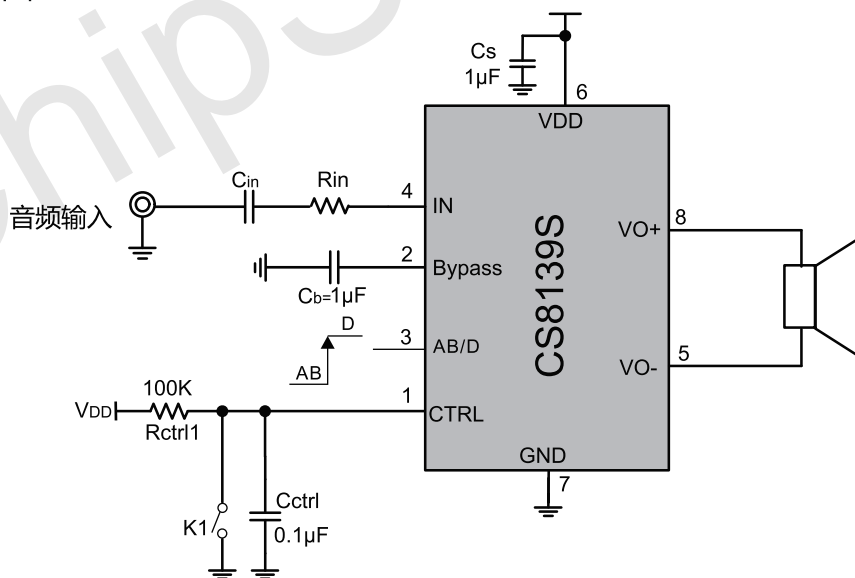 Cs
1μF
6
VDD
Cin
Rin
4
IN
音频输入
8
VO+
2
Bypass
Cb=1μF
CS8139S
D
3
AB/D
AB
5
VO-
100K
1
VDD
CTRL
Rctrl1
GND
7
Cctrl
K1
0.1μF
chips